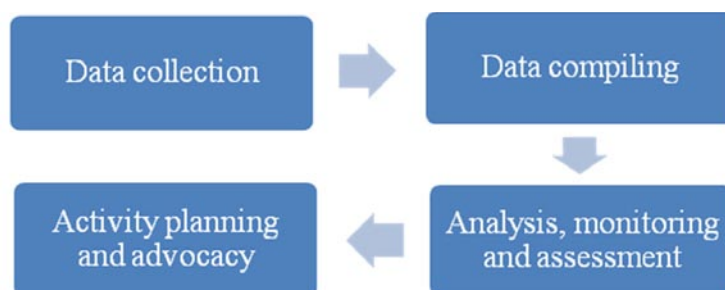 Data collection
Data compiling
Analysis, monitoring
and assessment
Activity planning
and advocacy